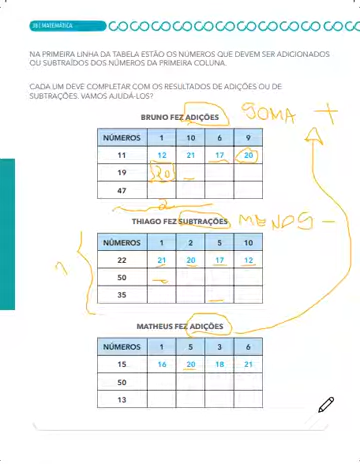 28 | MATEMÁTICA
NA PRIMEIRA LINHA DA TABELA ESTÃO OS NÚMEROS QUE DEVEM SER ADICIONADOS
OU SUBTRAÍDOS DOS NÚMEROS DA PRIMEIRA COLUNA.
CADA UM DEVE COMPLETAR COM OS RESULTADOS DE ADIÇÕES OU DE
SUBTRAÇÕES. VAMOS AJUDÁ-LOS?
BRUNO FEZ ADIÇÕES SOMA +
NÚMEROS 1 10 6 9
11 12 21 17 20
19 20
47
THIAGO FEZ SUBTRAÇÕES MENOS -
NÚMEROS 1 2 5 10
22 21 20 17 12
50
35
MATHEUS FEZ ADIÇÕES
NÚMEROS 1 5 3 6
15 16 20 18 21
50
13